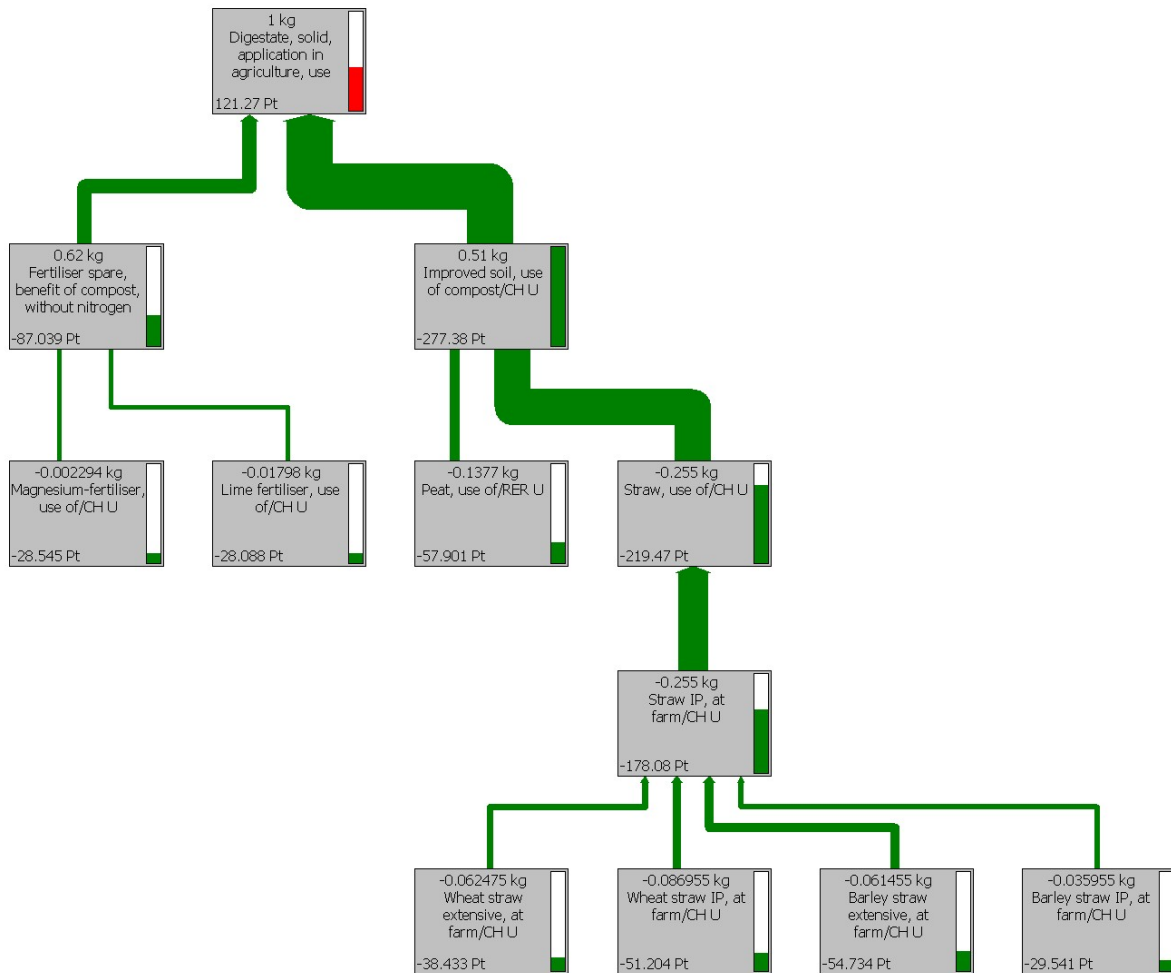 1 kg
Digestate, solid,
application in
agriculture, use
121.27 Pt
0.62 kg
Fertiliser spare,
benefit of compost,
without nitrogen
-87.039 Pt
0.51 kg
Improved soil, use
of compost/CH U
-277.38 Pt
-0.002294 kg
Magnesium-fertiliser,
use of/CH U
-28.545 Pt
-0.01798 kg
Lime fertiliser, use
of/CH U
-28.088 Pt
-0.1377 kg
Peat, use of/RER U
-57.901 Pt
-0.255 kg
Straw, use of/CH U
-219.47 Pt
-0.255 kg
Straw IP, at
farm/CH U
-178.08 Pt
-0.062475 kg
Wheat straw
extensive, at
farm/CH U
-38.433 Pt
-0.086955 kg
Wheat straw IP, at
farm/CH U
-51.204 Pt
-0.061455 kg
Barley straw
extensive, at
farm/CH U
-54.734 Pt
-0.035955 kg
Barley straw IP, at
farm/CH U
-29.541 Pt